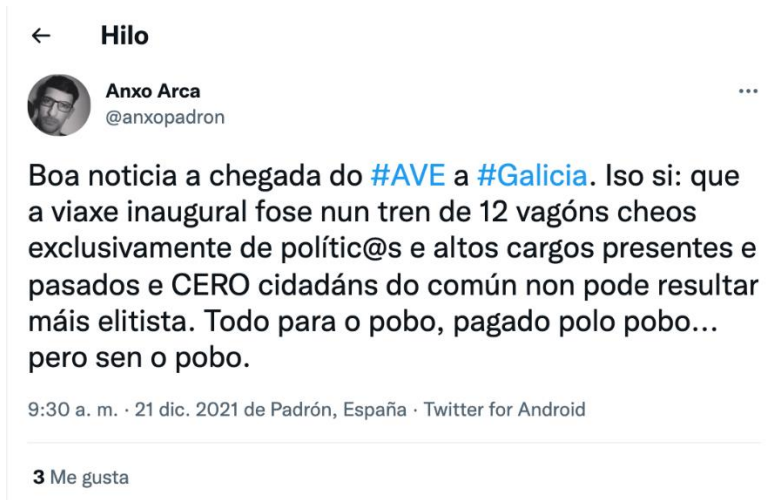 ← Hilo
Anxo Arca
@anxopadron
Boa noticia a chegada do #AVE a #Galicia. Iso si: que
a viaxe inaugural fose nun tren de 12 vagóns cheos
exclusivamente de polític@s e altos cargos presentes e
pasados e CERO cidadáns do común non pode resultar
máis elitista. Todo para o pobo, pagado polo pobo...
pero sen o pobo.
9:30 a. m. · 21 dic. 2021 de Padrón, España · Twitter for Android
3 Me gusta